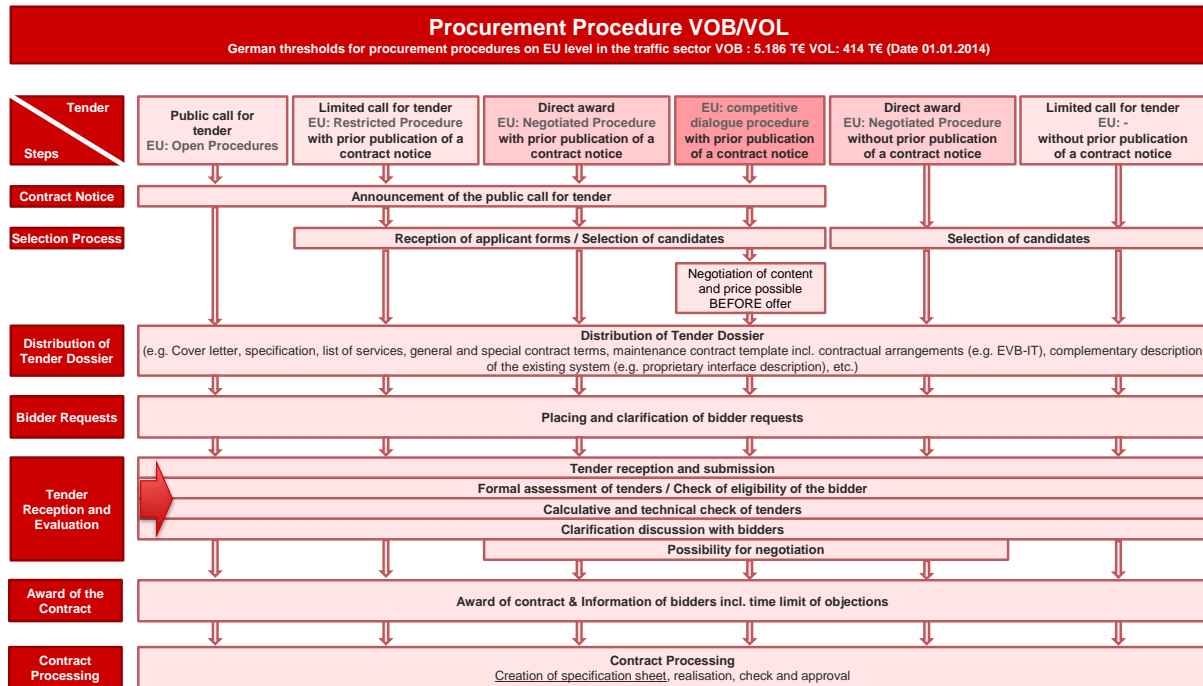 Procurement Procedure VOB/VOL
German thresholds for procurement procedures on EU level in the traffic sector VOB : 5.186 T€ VOL: 414 T€ (Date 01.01.2014)
Tender
Steps
Public call for
tender
EU: Open Procedures
Limited call for tender
EU: Restricted Procedure
with prior publication of a
contract notice
Direct award
EU: Negotiated Procedure
with prior publication of a
contract notice
EU: competitive
dialogue procedure
with prior publication
of a contract notice
Direct award
EU: Negotiated Procedure
without prior publication
of a contract notice
Limited call for tender
EU: -
without prior publication
of a contract notice
Contract Notice
Announcement of the public call for tender
Selection Process
Reception of applicant forms / Selection of candidates
Selection of candidates
Negotiation of content
and price possible
BEFORE offer
Distribution of
Tender Dossier
Distribution of Tender Dossier
(e.g. Cover letter, specification, list of services, general and special contract terms, maintenance contract template incl. contractual arrangements (e.g. EVB-IT), complementary description
of the existing system (e.g. proprietary interface description), etc.)
Bidder Requests
Placing and clarification of bidder requests
Tender
Reception and
Evaluation
Tender reception and submission
Formal assessment of tenders / Check of eligibility of the bidder
Calculative and technical check of tenders
Clarification discussion with bidders
Possibility for negotiation
Award of the
Contract
Award of contract & Information of bidders incl. time limit of objections
Contract
Processing
Contract Processing
Creation of specification sheet, realisation, check and approval